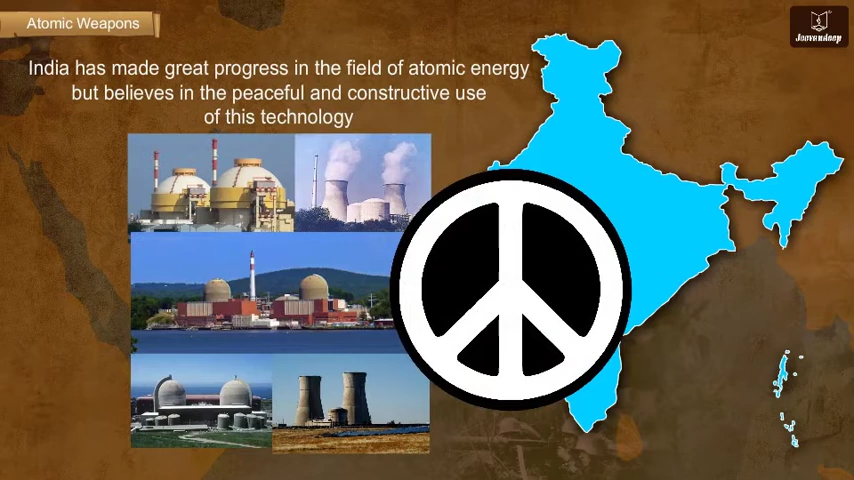 Atomic Weapons
Jeevandeep
India has made great progress in the field of atomic energy
but believes in the peaceful and constructive use
of this technology